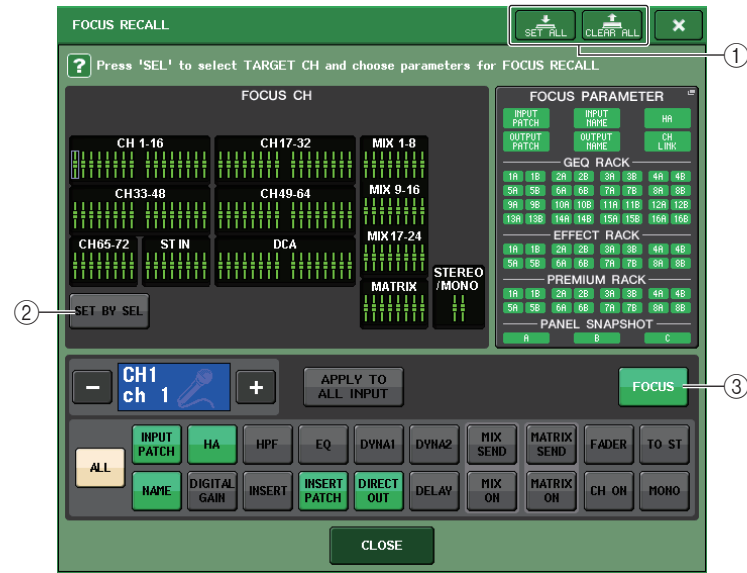 FOCUS RECALL
SET ALL
CLEAR ALL
×
1
? Press 'SEL' to select TARGET CH and choose parameters for FOCUS RECALL
FOCUS CH
CH 1-16
CH17-32
MIX 1-8
CH33-48
CH49-64
MIX 9-16
CH65-72
ST IN
DCA
MIX17-24
MATRIX
STEREO
/MONO
2
SET BY SEL
FOCUS PARAMETER
INPUT PATCH
INPUT NAME
HA
OUTPUT PATCH
OUTPUT NAME
CH LINK
GEQ RACK
1A 1B 2A 2B 3A 3B 4A 4B
5A 5B 6A 6B 7A 7B 8A 8B
9A 9B 10A 10B 11A 11B 12A 12B
13A 13B 14A 14B 15A 15B 16A 16B
EFFECT RACK
1A 1B 2A 2B 3A 3B 4A 4B
5A 5B 6A 6B 7A 7B 8A 8B
PREMIUM RACK
1A 1B 2A 2B 3A 3B 4A 4B
5A 5B 6A 6B 7A 7B 8A 8B
PANEL SNAPSHOT
A B C
−
CH1
ch 1
+
APPLY TO
ALL INPUT
FOCUS
3
ALL
INPUT PATCH
HA
HPF
EQ
DYNA1
DYNA2
MIX SEND
MATRIX SEND
FADER
TO ST
NAME
DIGITAL GAIN
INSERT
INSERT PATCH
DIRECT OUT
DELAY
MIX ON
MATRIX ON
CH ON
MONO
CLOSE